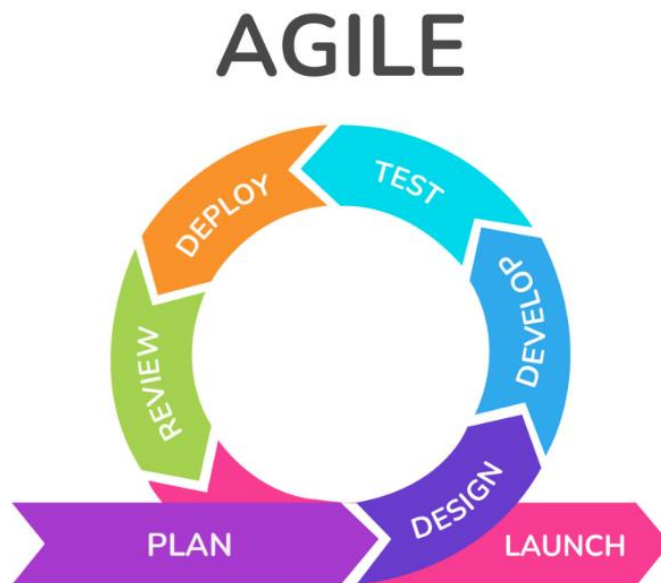 AGILE
TEST
DEPLOY
DEVELOP
REVIEW
DESIGN
PLAN
LAUNCH